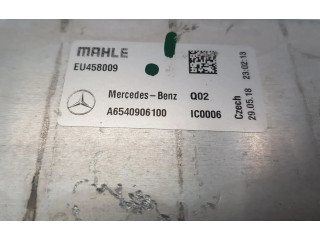 MAHLE
EU458009
Mercedes-Benz Q02
A6540906100 IC0006
Czech 23:02:13
29.05.18